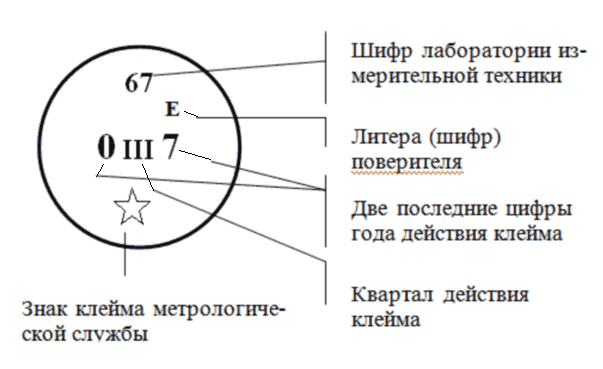 67
Е
0 III 7
Шифр лаборатории из-
мерительной техники
Литера (шифр)
поверителя
Две последние цифры
года действия клейма
Квартал действия
клейма
Знак клейма метрологиче-
ской службы